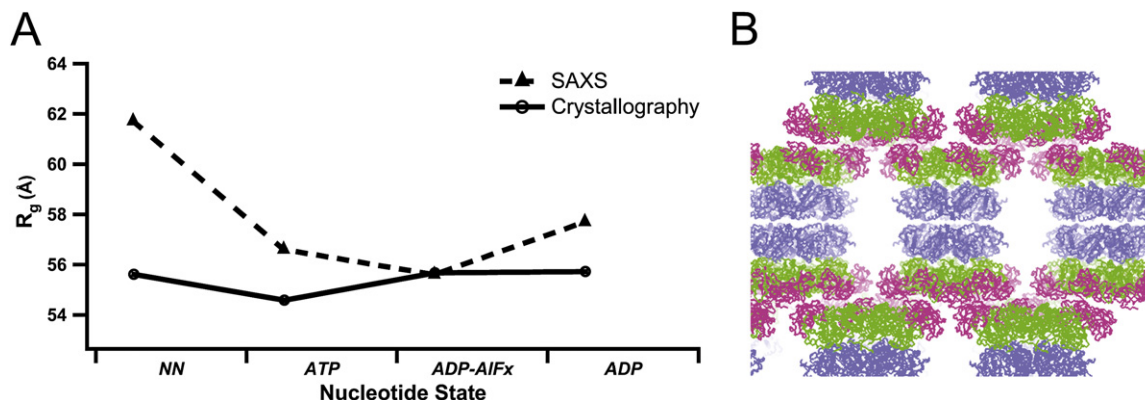 A
B
64
62
60
58
56
54
Rg (Å)
SAXS
Crystallography
NN
ATP
ADP-AlFx
ADP
Nucleotide State